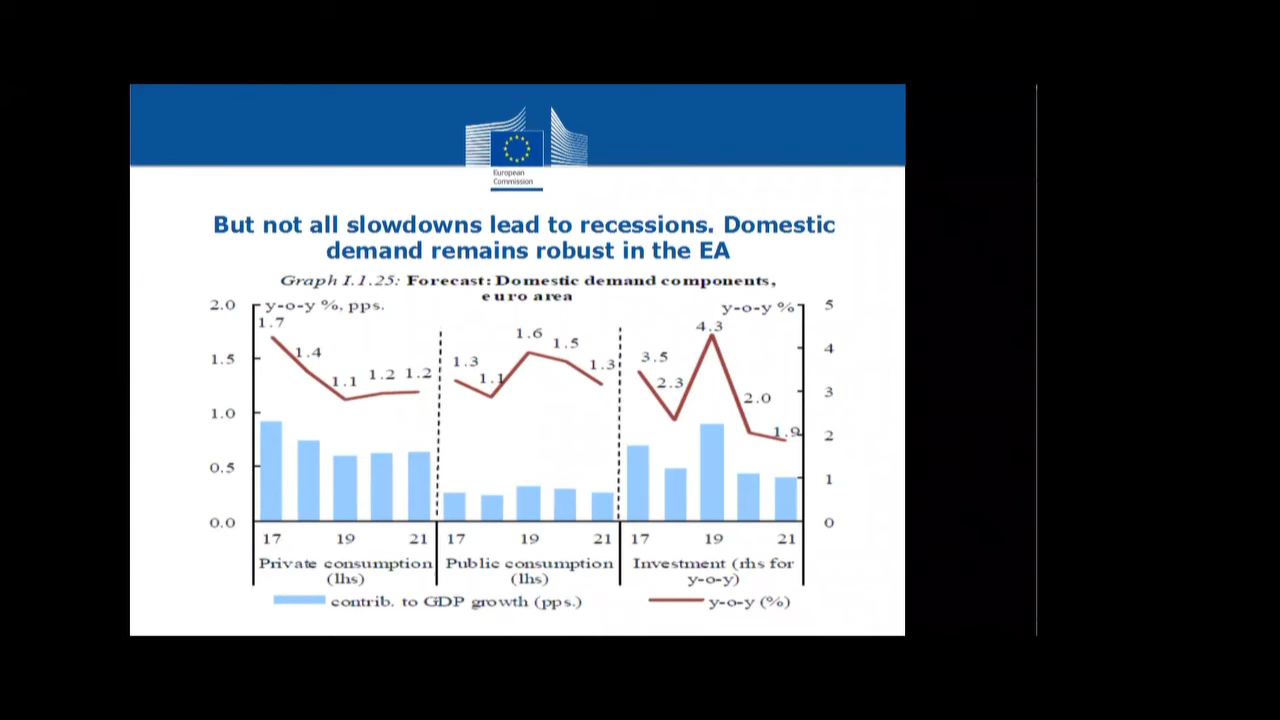 European
Commission
But not all slowdowns lead to recessions. Domestic
demand remains robust in the EA
Graph I.1.25: Forecast: Domestic demand components,
euro area
2.0 y-o-y %, pps. y-o-y % 5
1.7 1.6 4.3
1.5 1.4 1.1 1.2 1.2 1.3 1.1 1.5 1.3 3.5 2.3 2.0 1.9 4
1.0 3
0.5 2
1
0.0 0
17 19 21 17 19 21 17 19 21
Private consumption Public consumption Investment (rhs for
(lhs) (lhs) y-o-y)
contrib. to GDP growth (pps.) y-o-y (%)